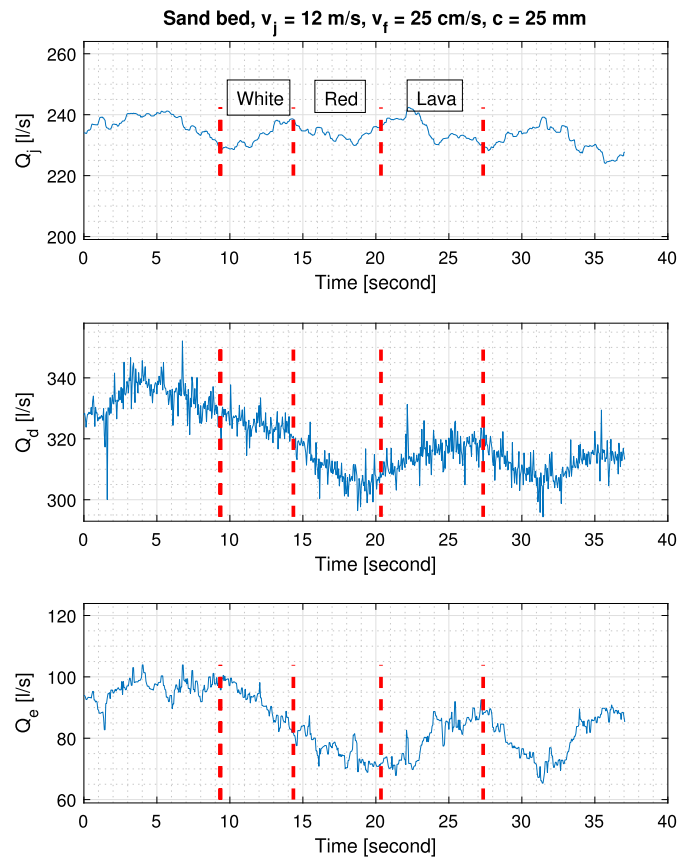 Sand bed, v_j = 12 m/s, v_f = 25 cm/s, c = 25 mm
260
240
220
200
Q_j [l/s]
White Red Lava
0 5 10 15 20 25 30 35 40
Time [second]
340
320
300
Q_d [l/s]
0 5 10 15 20 25 30 35 40
Time [second]
120
100
80
60
Q_e [l/s]
0 5 10 15 20 25 30 35 40
Time [second]